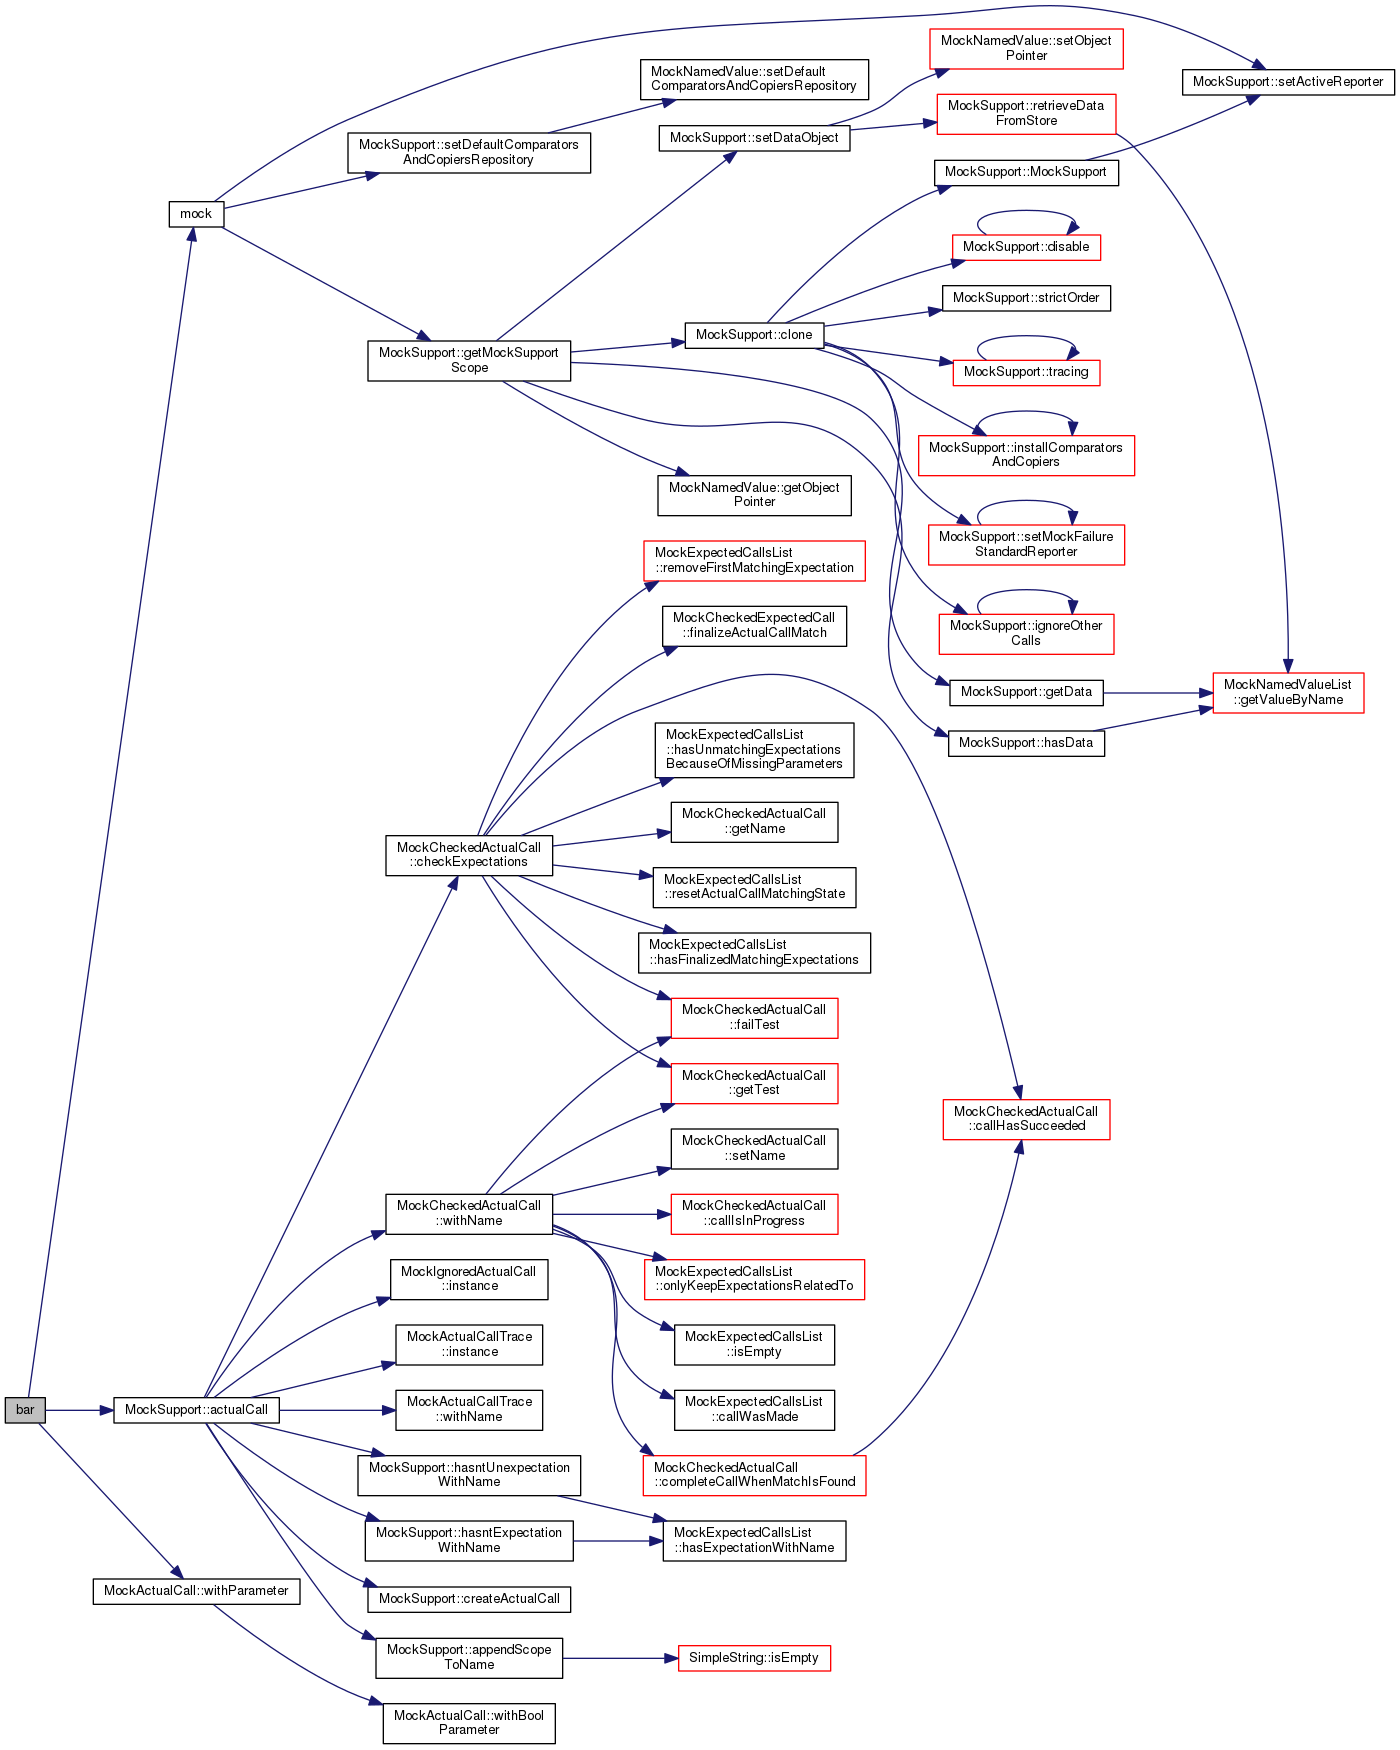 MockNamedValue::setObject
Pointer
MockNamedValue::setDefault
ComparatorsAndCopiersRepository
MockSupport::setActiveReporter
MockSupport::retrieveData
FromStore
MockSupport::setDataObject
MockSupport::setDefaultComparators
AndCopiersRepository
MockSupport::MockSupport
mock
MockSupport::disable
MockSupport::strictOrder
MockSupport::clone
MockSupport::getMockSupport
Scope
MockSupport::tracing
MockSupport::installComparators
AndCopiers
MockNamedValue::getObject
Pointer
MockSupport::setMockFailure
StandardReporter
MockExpectedCallsList
::removeFirstMatchingExpectation
MockCheckedExpectedCall
::finalizeActualCallMatch
MockSupport::ignoreOther
Calls
MockSupport::getData
MockNamedValueList
::getValueByName
MockSupport::hasData
MockExpectedCallsList
::hasUnmatchingExpectations
BecauseOfMissingParameters
MockCheckedActualCall
::getName
MockCheckedActualCall
::checkExpectations
MockExpectedCallsList
::resetActualCallMatchingState
MockExpectedCallsList
::hasFinalizedMatchingExpectations
MockCheckedActualCall
::failTest
MockCheckedActualCall
::getTest
MockCheckedActualCall
::callHasSucceeded
MockCheckedActualCall
::setName
MockCheckedActualCall
::withName
MockCheckedActualCall
::callIsInProgress
MockIgnoredActualCall
::instance
MockExpectedCallsList
::onlyKeepExpectationsRelatedTo
MockActualCallTrace
::instance
MockExpectedCallsList
::isEmpty
bar
MockSupport::actualCall
MockActualCallTrace
::withName
MockExpectedCallsList
::callWasMade
MockSupport::hasntUnexpectation
WithName
MockCheckedActualCall
::completeCallWhenMatchIsFound
MockSupport::hasntExpectation
WithName
MockExpectedCallsList
::hasExpectationWithName
MockActualCall::withParameter
MockSupport::createActualCall
MockSupport::appendScope
ToName
SimpleString::isEmpty
MockActualCall::withBool
Parameter